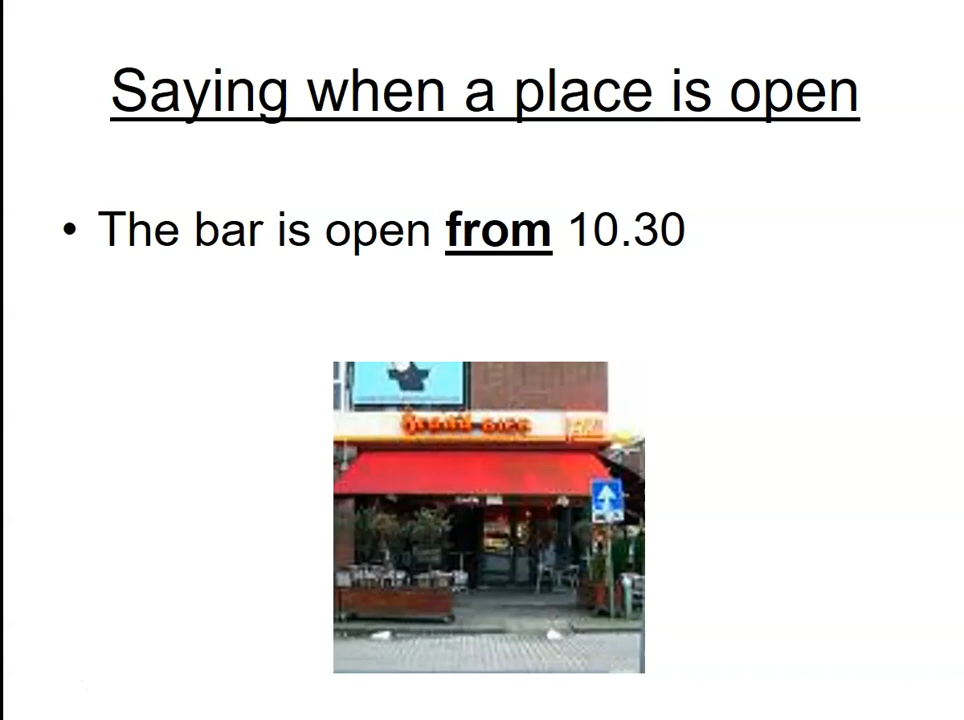 Saying when a place is open
• The bar is open from 10.30